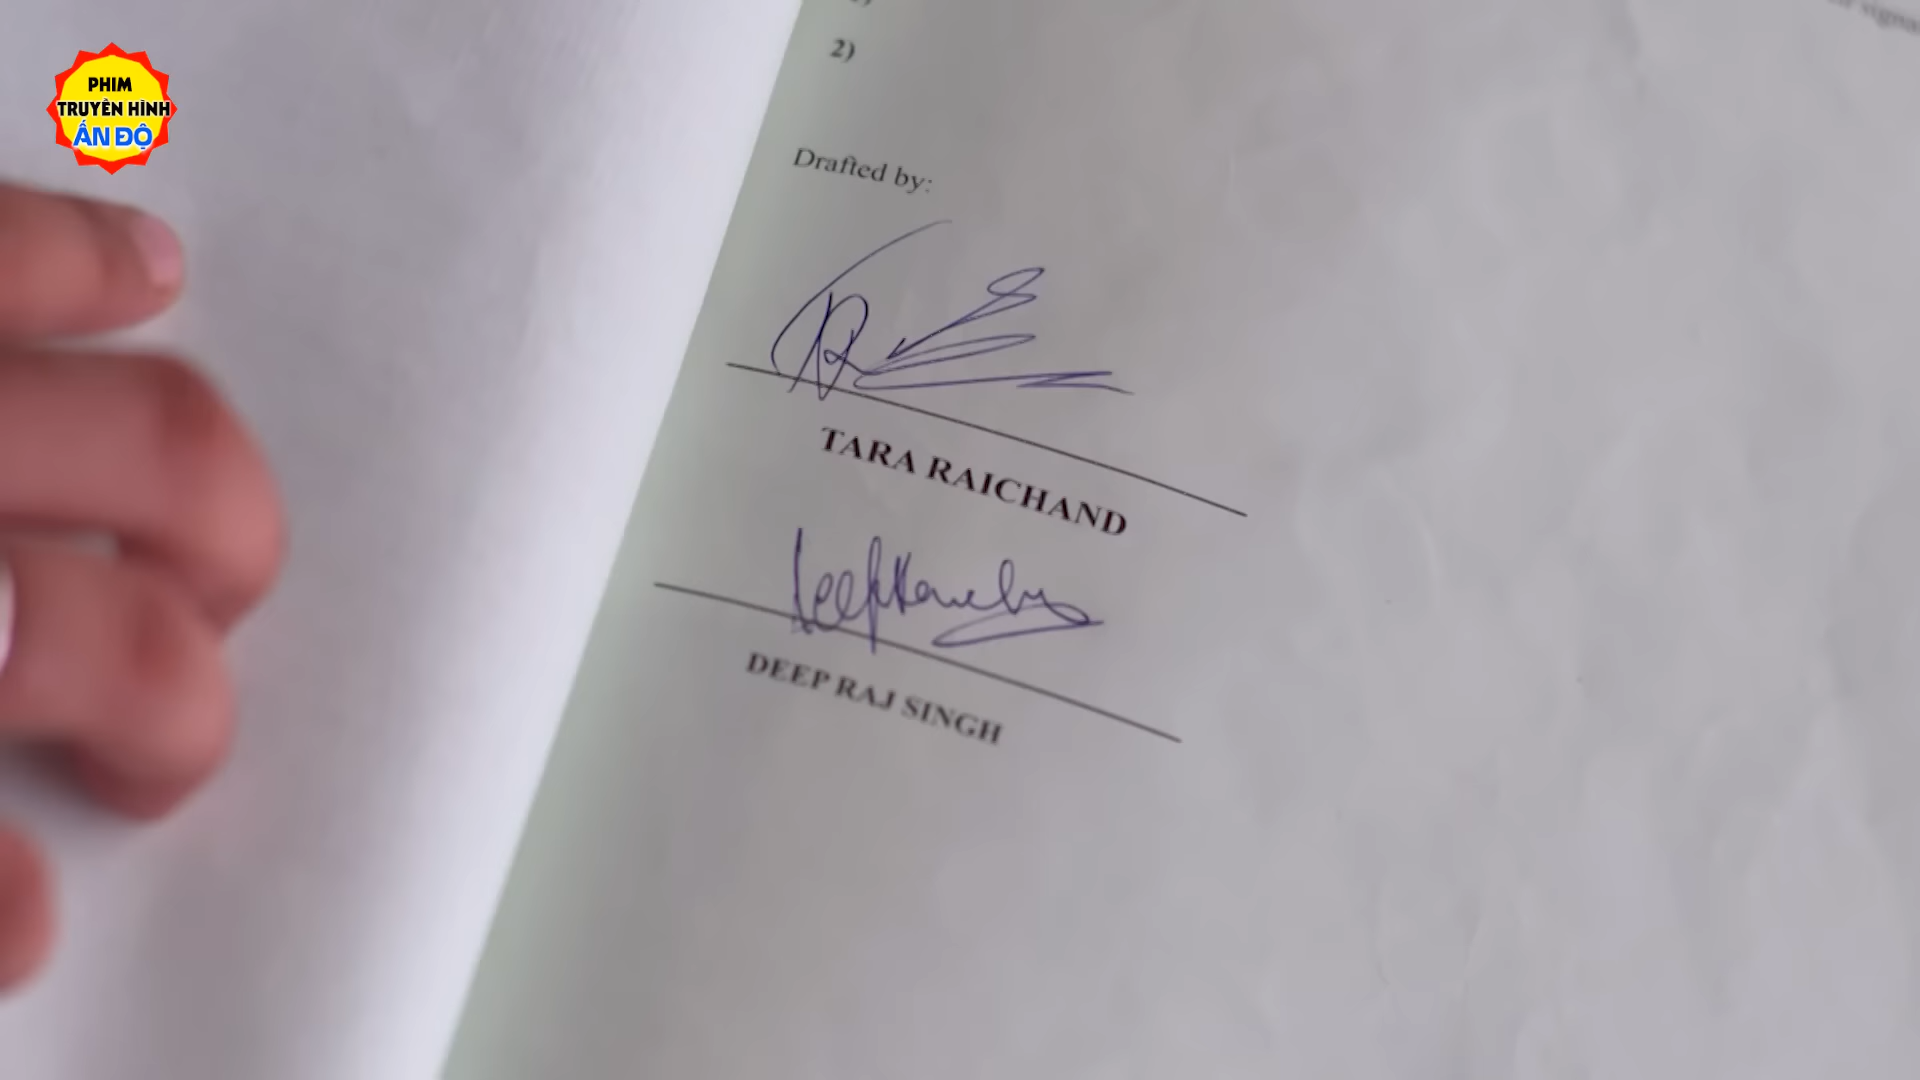 PHIM
TRUYỀN HÌNH
ẤN ĐỘ
2)
Drafted by:
TARA RAICHAND
DEEP RAJ SINGH